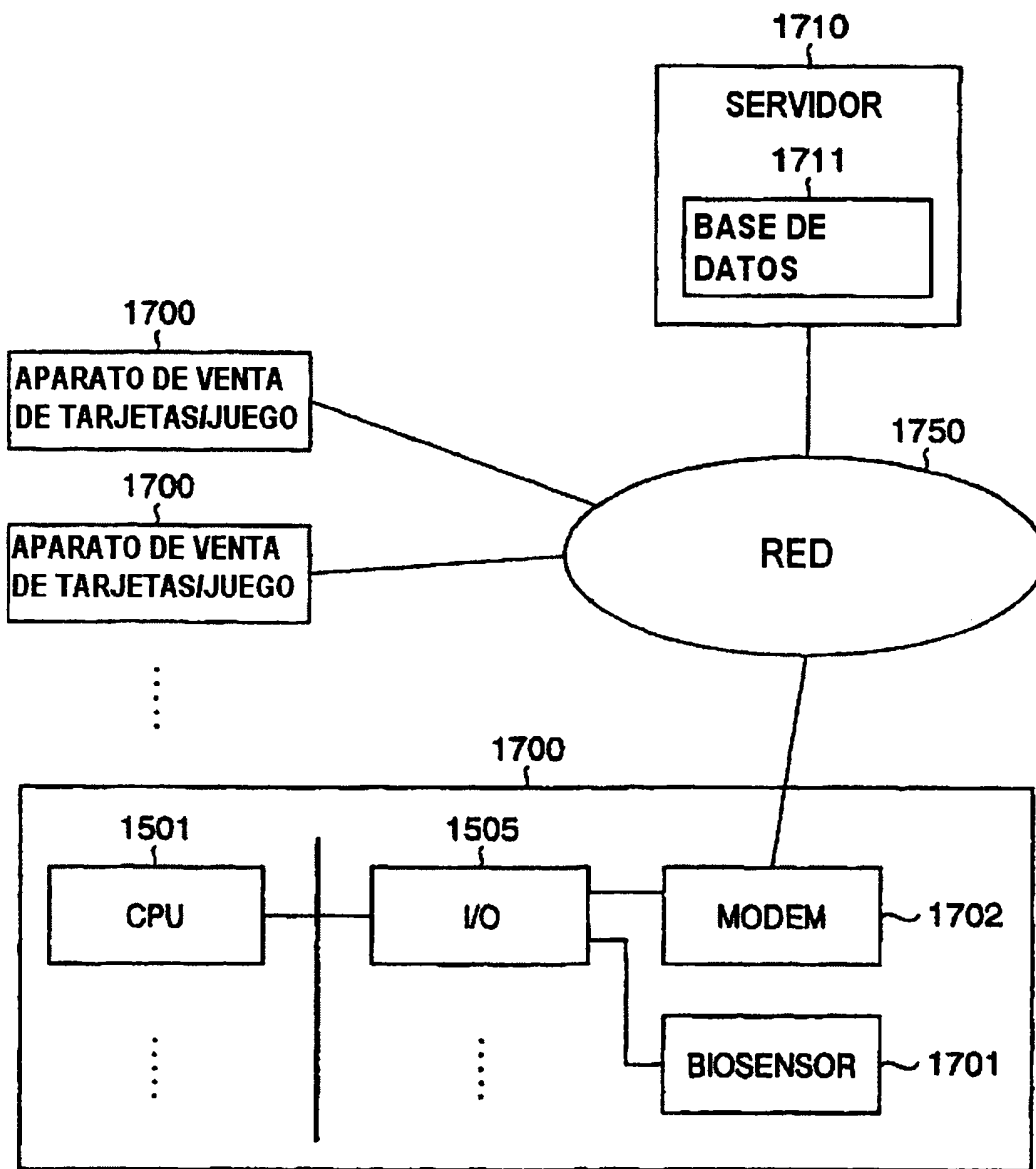 1710
SERVIDOR
1711
BASE DE
DATOS
1700
APARATO DE VENTA
DE TARJETAS/JUEGO
1750
1700
APARATO DE VENTA
DE TARJETAS/JUEGO
RED
1700
1501
1505
CPU
I/O
MODEM
1702
BIOSENSOR
1701